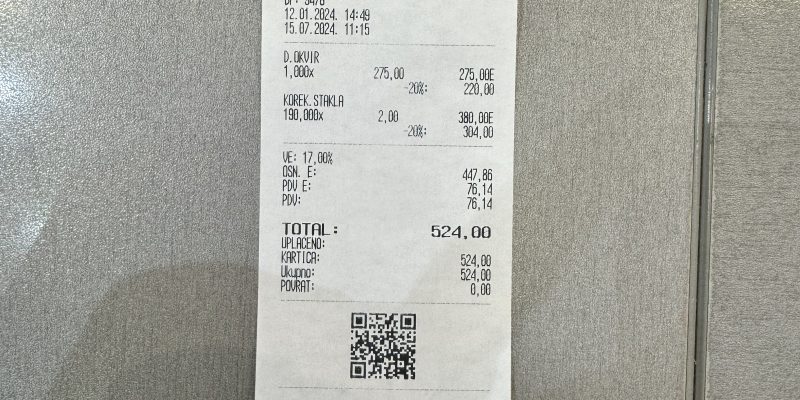 12.01.2024. 14:49
15.07.2024. 11:15
D.OKVIR
1,000x 275,00 275,00E
-20%: 220,00
KOREK.STAKLA
190,000x 2,00 380,00E
-20%: 304,00
VE: 17,00%
OSN. E: 447,86
PDV E: 76,14
PDV: 76,14
TOTAL: 524,00
UPLAĆENO:
KARTICA: 524,00
Ukupno: 524,00
POVRAT: 0,00